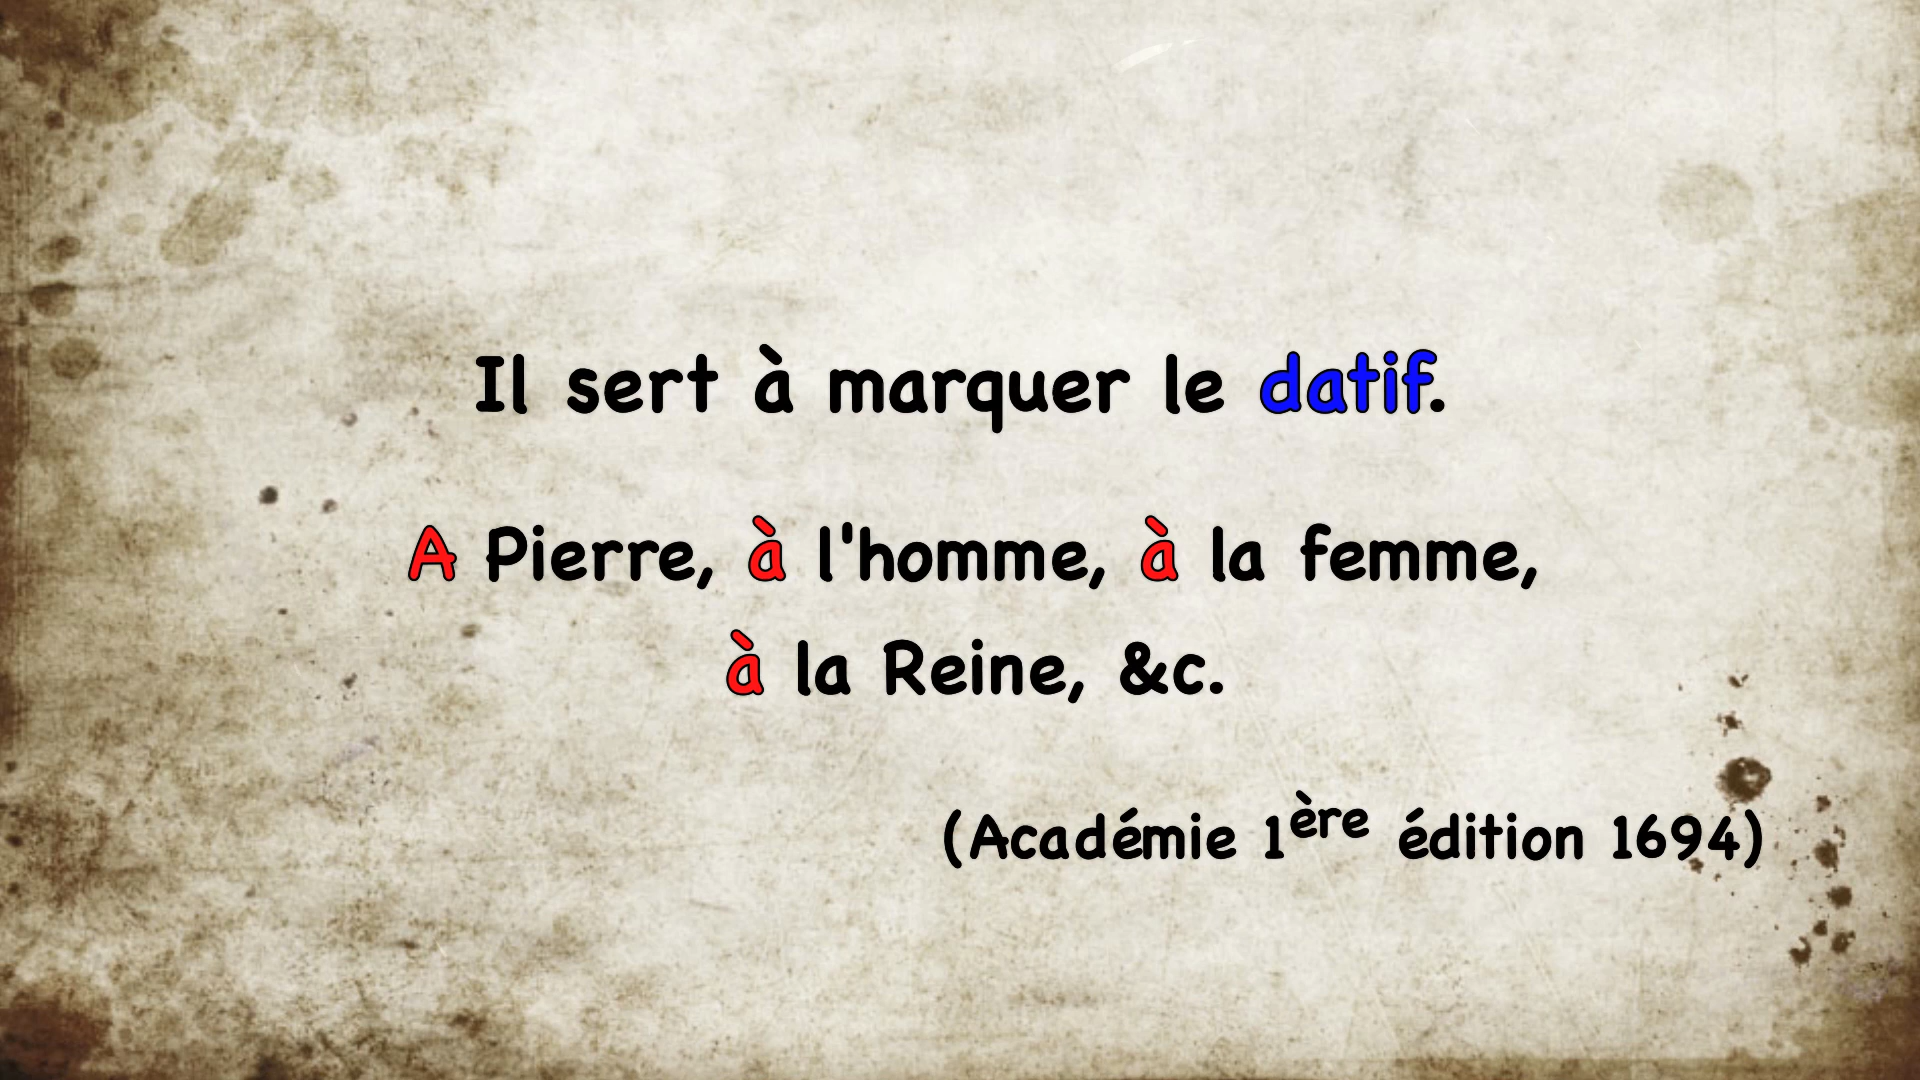 Il sert à marquer le datif.
A Pierre, à l'homme, à la femme,
à la Reine, &c.
(Académie 1ère édition 1694)